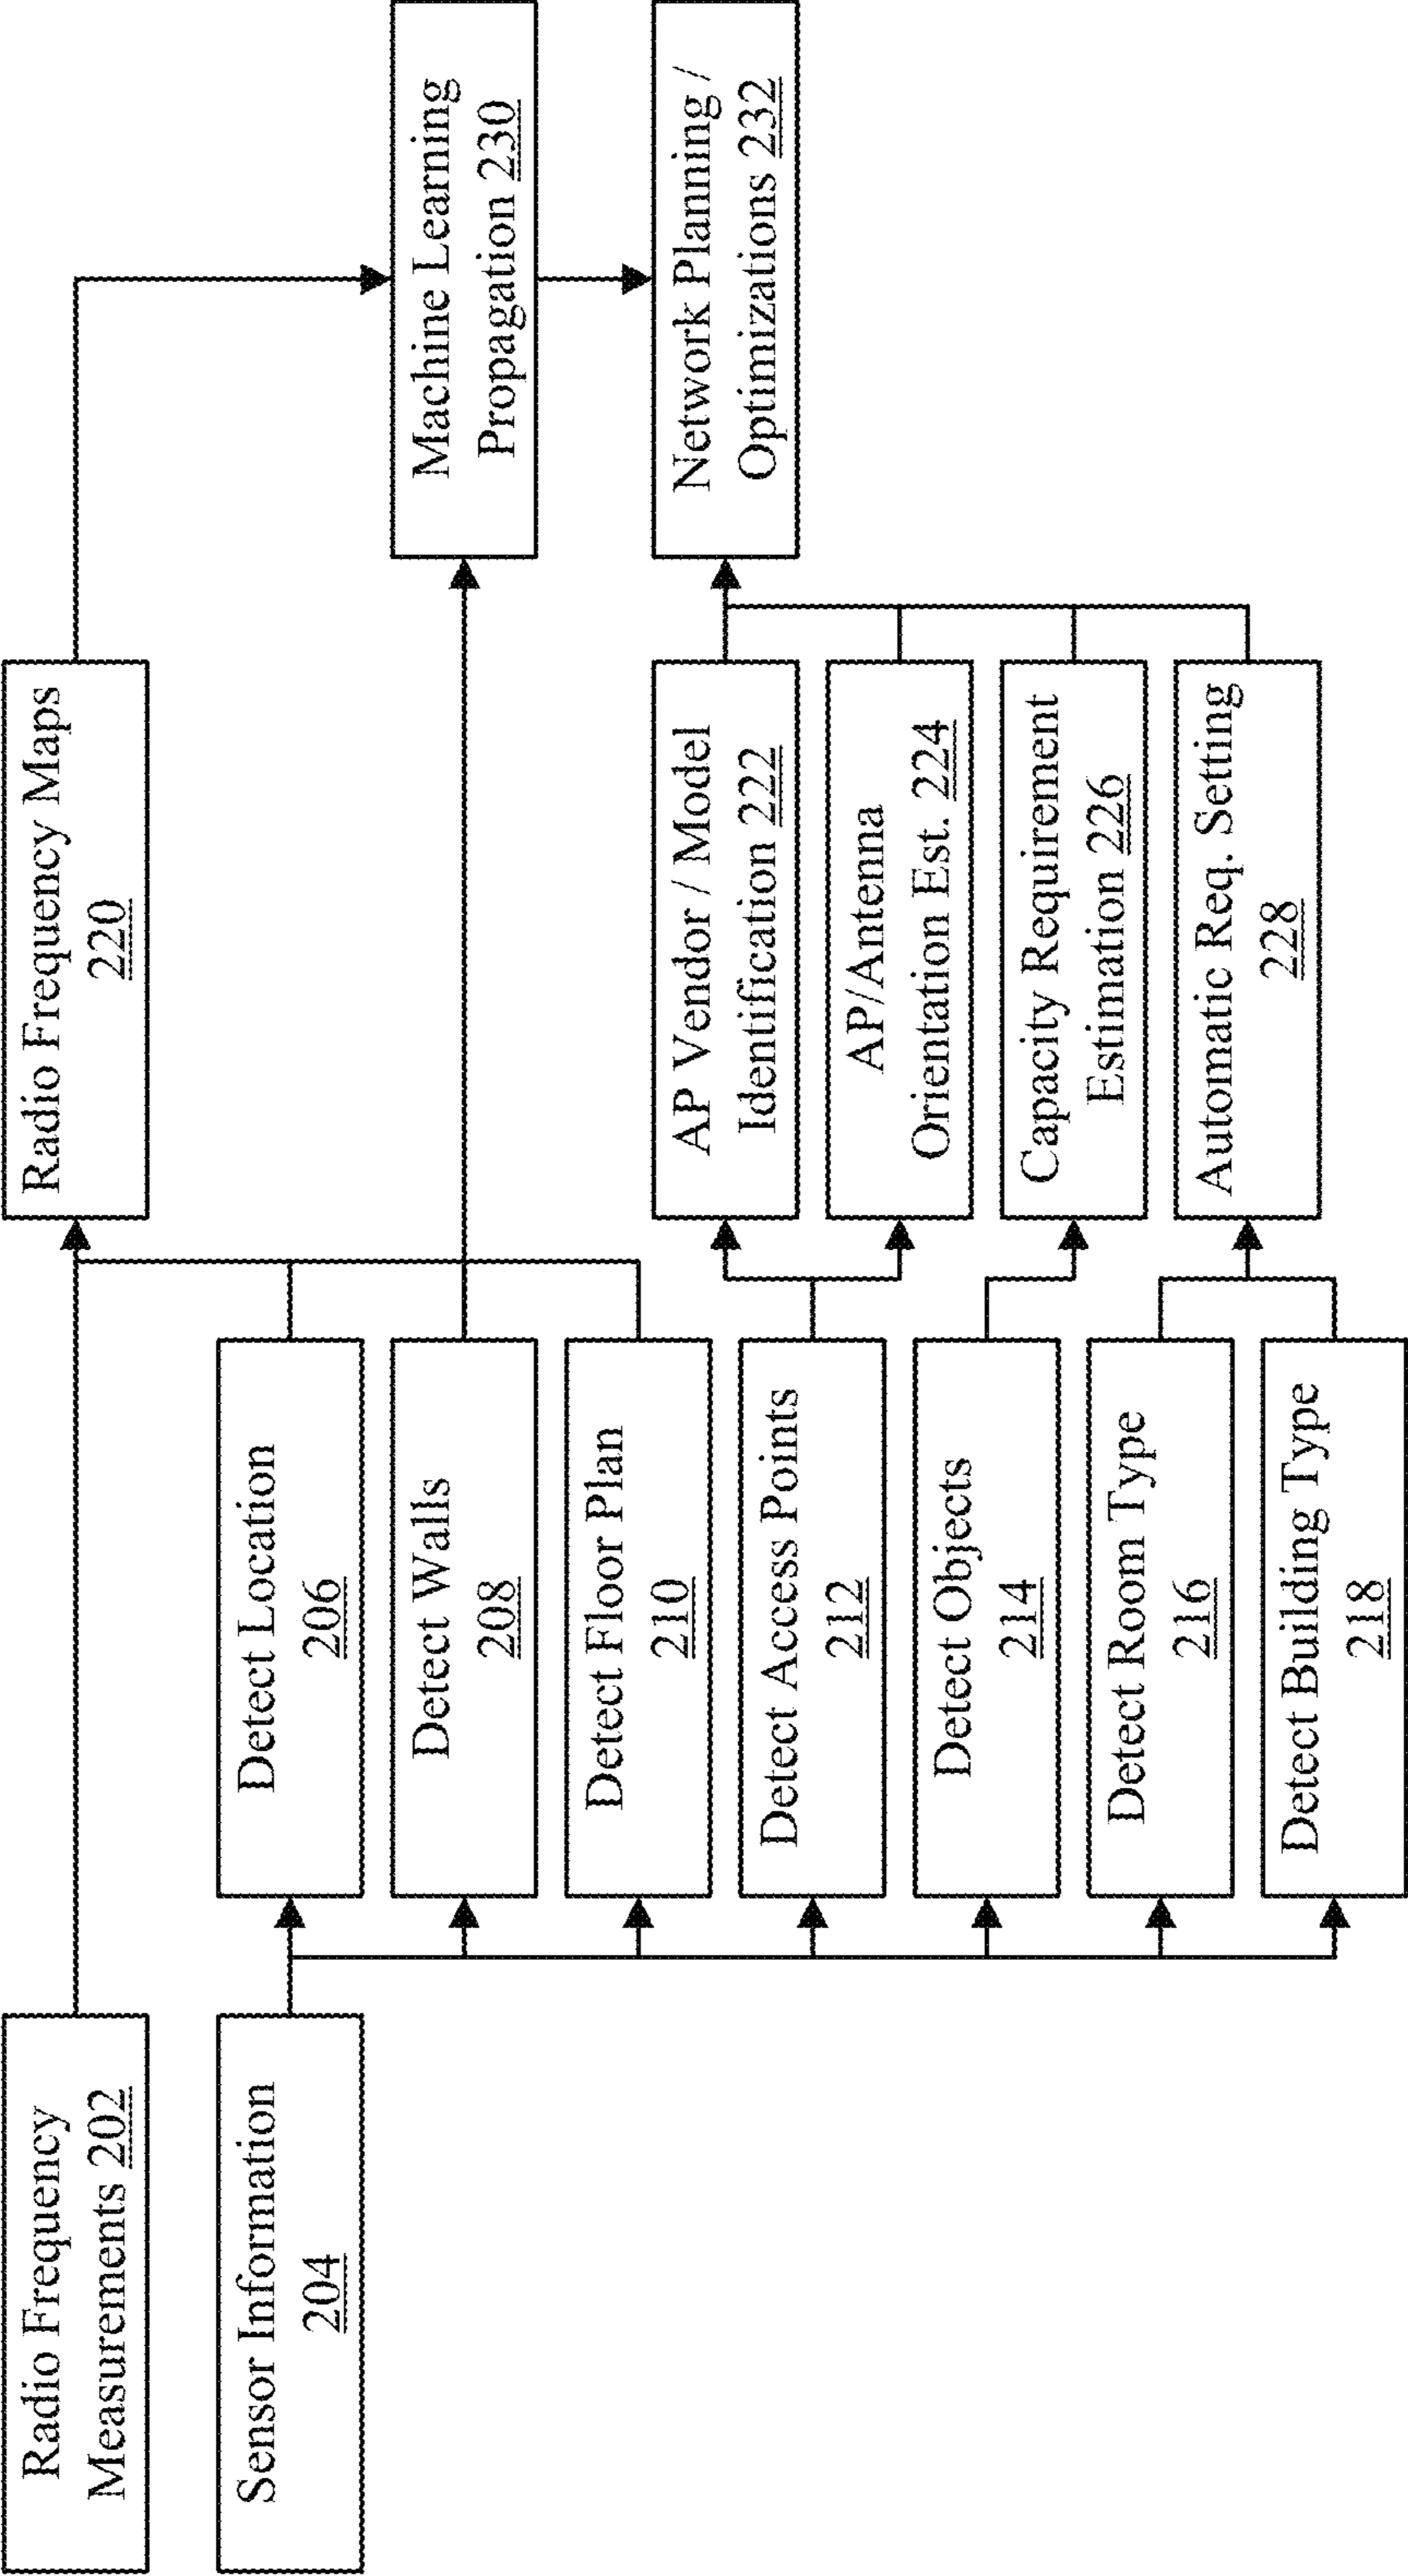 Radio Frequency
Measurements 202
Sensor Information
204
Detect Location
206
Detect Walls
208
Detect Floor Plan
210
Detect Access Points
212
Detect Objects
214
Detect Room Type
216
Detect Building Type
218
Radio Frequency Maps
220
AP Vendor / Model
Identification 222
AP/Antenna
Orientation Est. 224
Capacity Requirement
Estimation 226
Automatic Req. Setting
228
Machine Learning
Propagation 230
Network Planning /
Optimizations 232